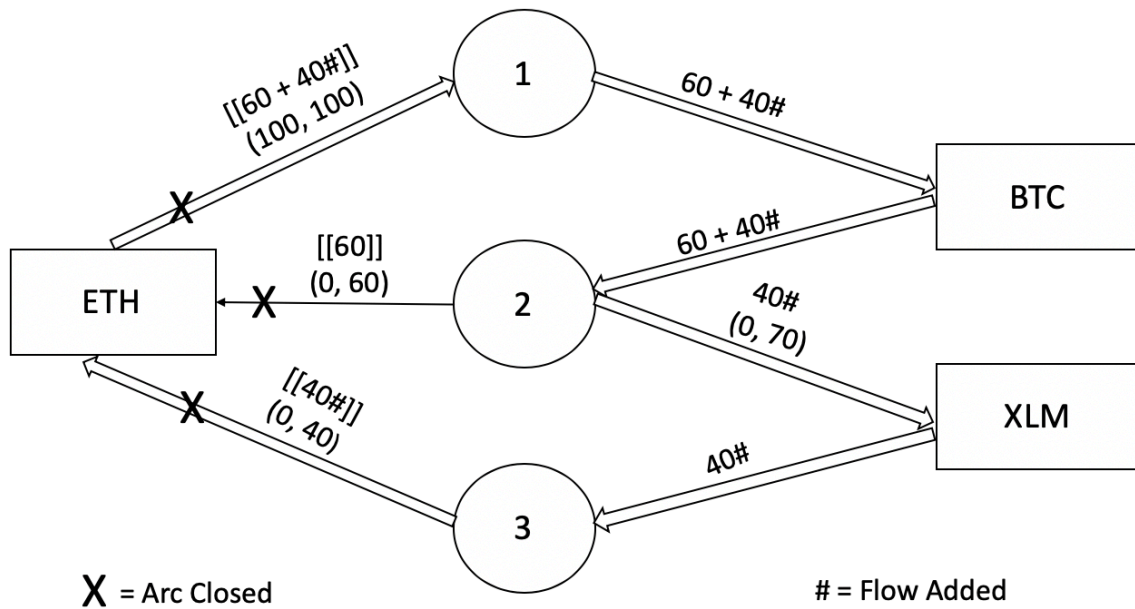 [[60 + 40#]]
(100, 100)
X
1
60 + 40#
BTC
60 + 40#
ETH
[[60]]
(0, 60)
X
2
40#
(0, 70)
XLM
[[40#]]
(0, 40)
X
40#
3
X = Arc Closed
# = Flow Added